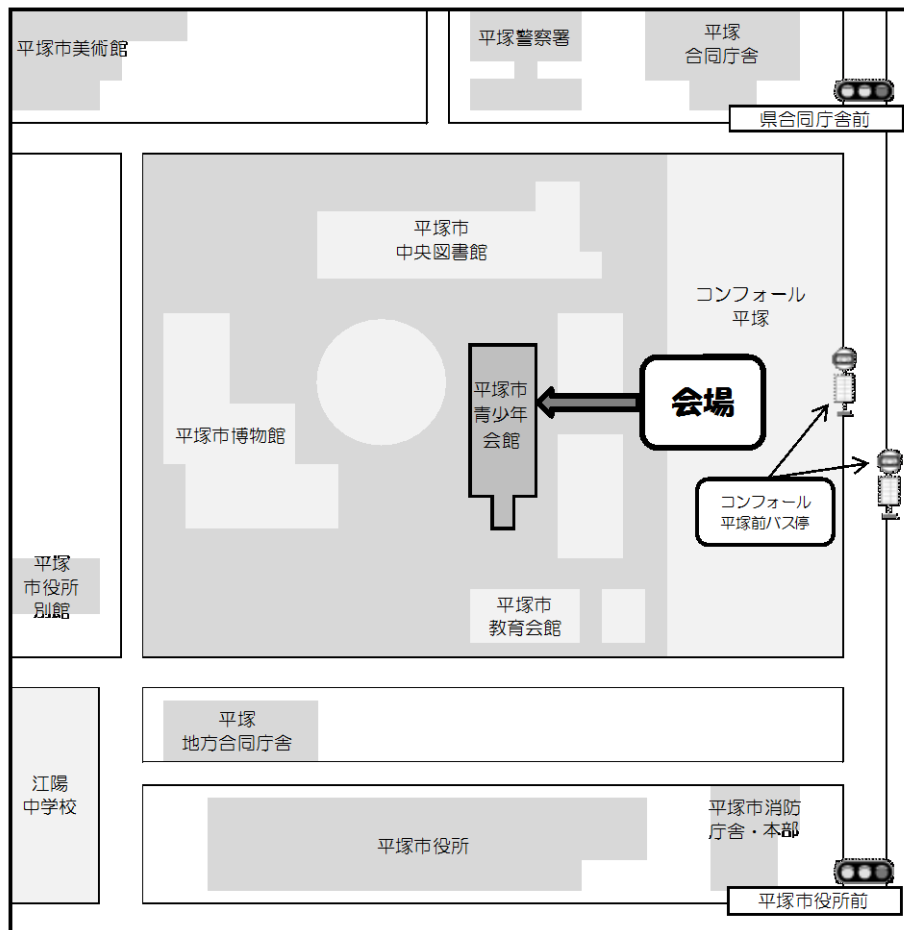 平塚市美術館
平塚警察署
平塚
合同庁舎
県合同庁舎前
平塚市
中央図書館
コンフォール
平塚
平塚市
青少年
会館
会場
平塚市博物館
コンフォール
平塚前バス停
平塚
市役所
別館
平塚市
教育会館
平塚
地方合同庁舎
江陽
中学校
平塚市役所
平塚市消防
庁舎・本部
平塚市役所前